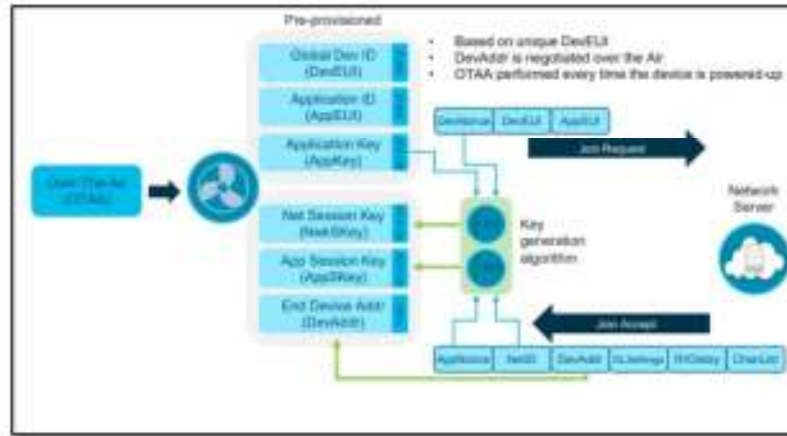 Pre-provisioned
Global Dev ID
(DevEUI)
Application ID
(AppEUI)
Application Key
(AppKey)
Net Session Key
(NwkSKey)
App Session Key
(AppSKey)
End Device Addr
(DevAddr)
Over The Air
(OTAA)
• Based on unique DevEUI
• DevAddr is negotiated over the Air
• OTAA performed every time the device is powered-up
DevNonce DevEUI AppEUI
Join Request
Network
Server
Key
generation
algorithm
Join Accept
AppNonce NetID DevAddr DLSettings RXDelay ChanList